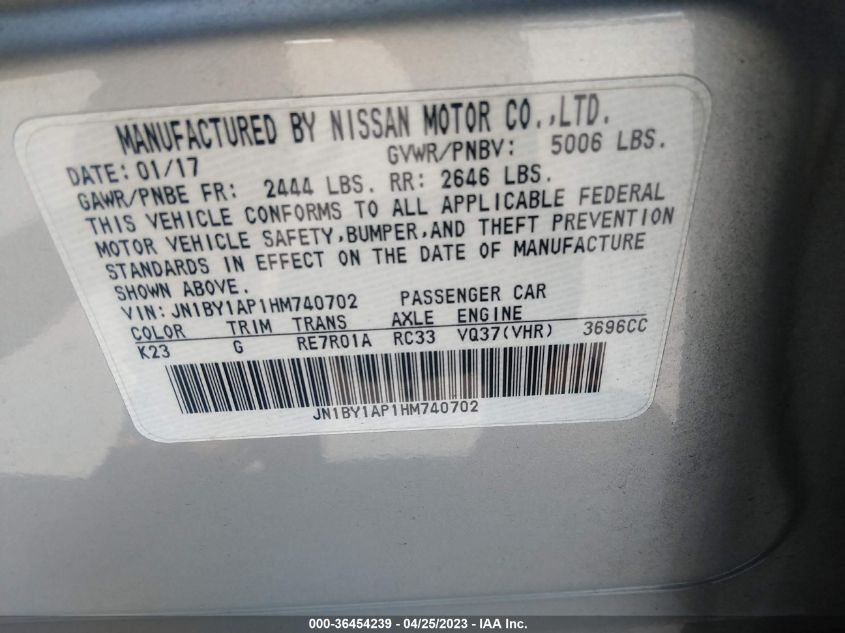 MANUFACTURED BY NISSAN MOTOR CO.,LTD.
DATE: 01/17 GVWR/PNBV: 5006 LBS.
GAWR/PNBE FR: 2444 LBS. RR: 2646 LBS.
THIS VEHICLE CONFORMS TO ALL APPLICABLE FEDERAL
MOTOR VEHICLE SAFETY,BUMPER,AND THEFT PREVENTION
STANDARDS IN EFFECT ON THE DATE OF MANUFACTURE
SHOWN ABOVE.
VIN: JN1BY1AP1HM740702 PASSENGER CAR
COLOR TRIM TRANS AXLE ENGINE
K23 G RE7R01A RC33 VQ37(VHR) 3696CC
JN1BY1AP1HM740702
000-36454239 - 04/25/2023 - IAA Inc.